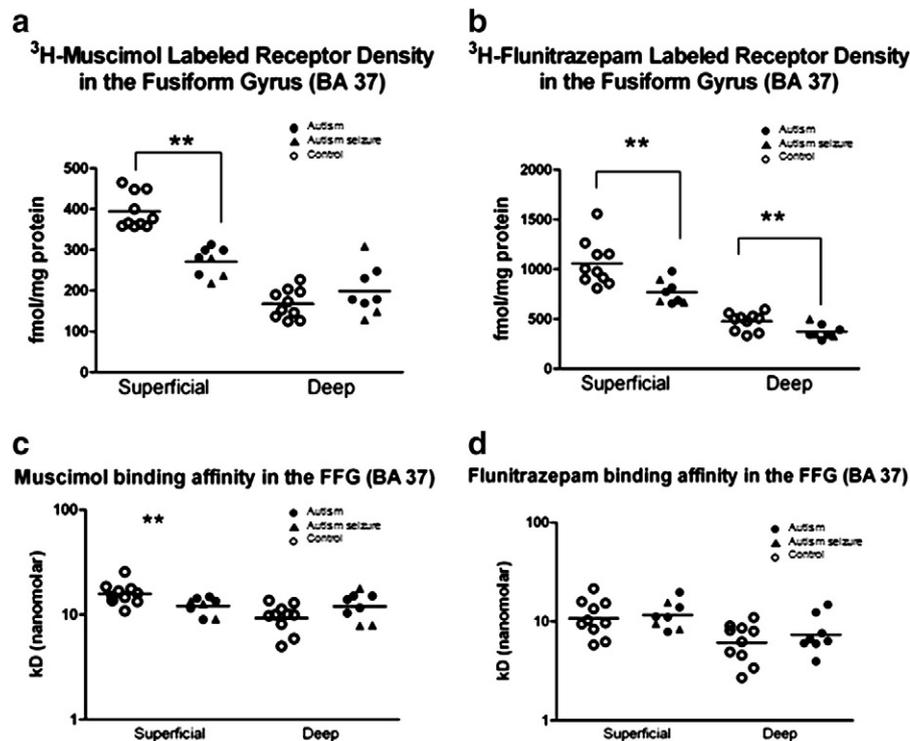 a
³H-Muscimol Labeled Receptor Density
in the Fusiform Gyrus (BA 37)
Autism
Autism seizure
Control
**
500
400
300
200
100
0
fmol/mg protein
Superficial
Deep
b
³H-Flunitrazepam Labeled Receptor Density
in the Fusiform Gyrus (BA 37)
Autism
Autism seizure
Control
**
**
2000
1500
1000
500
0
fmol/mg protein
Superficial
Deep
c
Muscimol binding affinity in the FFG (BA 37)
Autism
Autism seizure
Control
**
100
10
1
kD (nanomolar)
Superficial
Deep
d
Flunitrazepam binding affinity in the FFG (BA 37)
Autism
Autism seizure
Control
100
10
1
kD (nanomolar)
Superficial
Deep